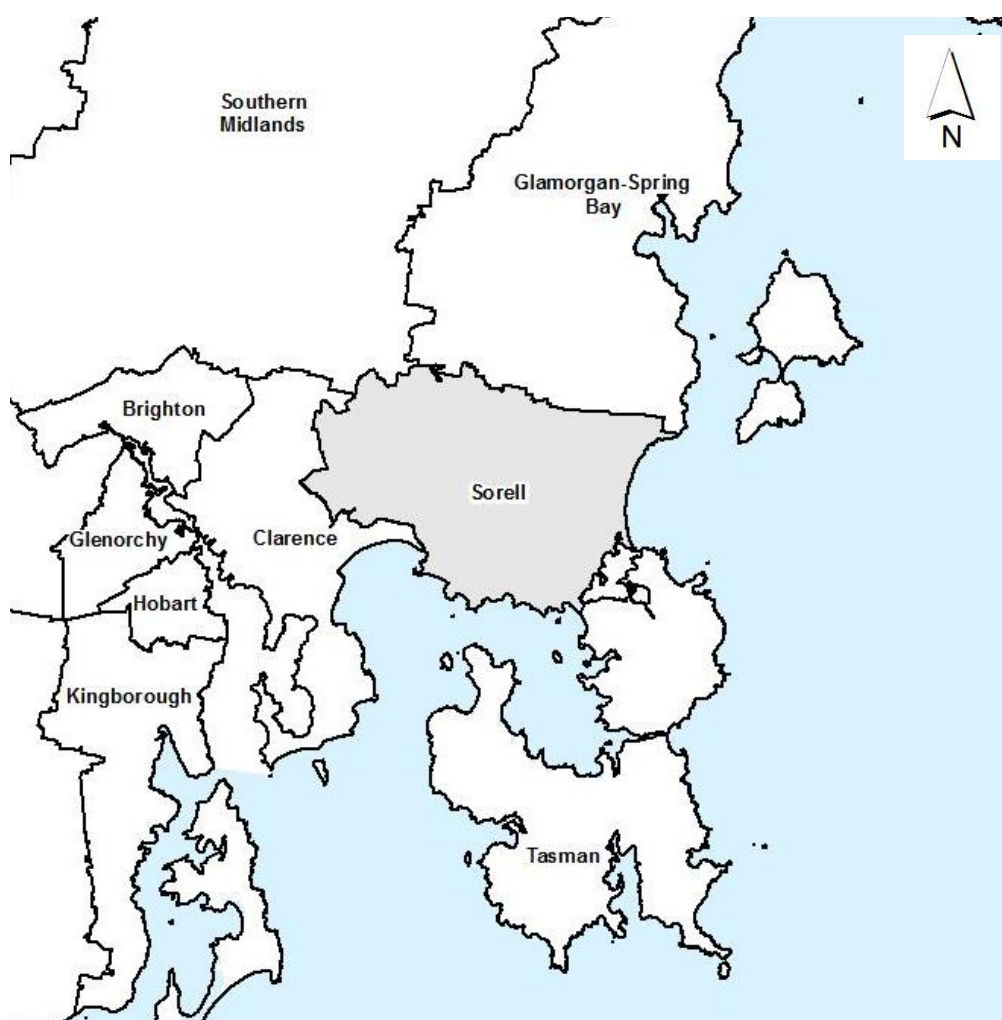 Southern
Midlands
N
Glamorgan-Spring
Bay
Brighton
Sorell
Glenorchy
Clarence
Hobart
Kingborough
Tasman